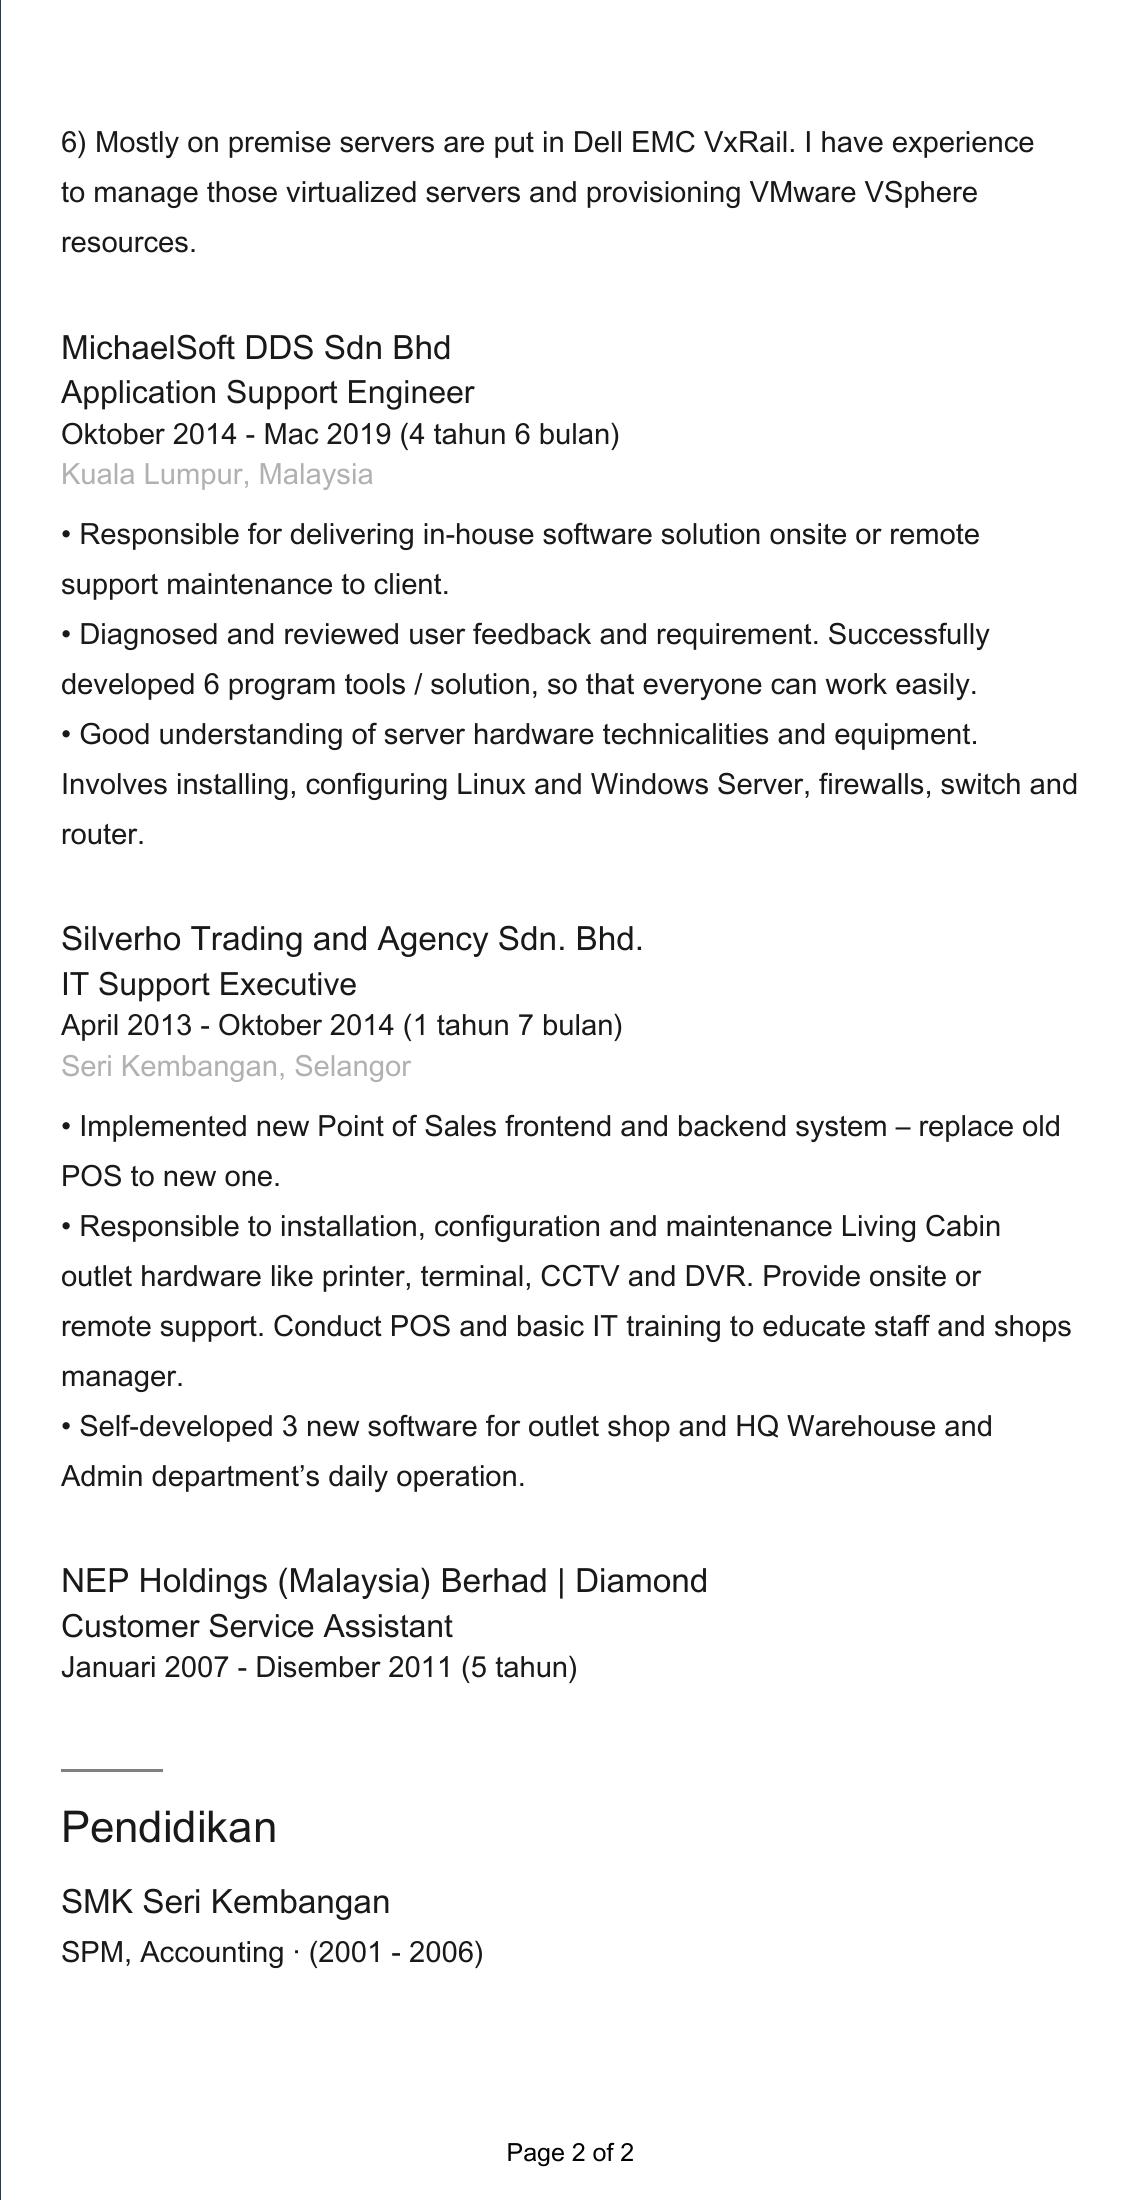 6) Mostly on premise servers are put in Dell EMC VxRail. I have experience
to manage those virtualized servers and provisioning VMware VSphere
resources.
MichaelSoft DDS Sdn Bhd
Application Support Engineer
Oktober 2014 - Mac 2019 (4 tahun 6 bulan)
Kuala Lumpur, Malaysia
• Responsible for delivering in-house software solution onsite or remote
support maintenance to client.
• Diagnosed and reviewed user feedback and requirement. Successfully
developed 6 program tools / solution, so that everyone can work easily.
• Good understanding of server hardware technicalities and equipment.
Involves installing, configuring Linux and Windows Server, firewalls, switch and
router.
Silverho Trading and Agency Sdn. Bhd.
IT Support Executive
April 2013 - Oktober 2014 (1 tahun 7 bulan)
Seri Kembangan, Selangor
• Implemented new Point of Sales frontend and backend system – replace old
POS to new one.
• Responsible to installation, configuration and maintenance Living Cabin
outlet hardware like printer, terminal, CCTV and DVR. Provide onsite or
remote support. Conduct POS and basic IT training to educate staff and shops
manager.
• Self-developed 3 new software for outlet shop and HQ Warehouse and
Admin department’s daily operation.
NEP Holdings (Malaysia) Berhad | Diamond
Customer Service Assistant
Januari 2007 - Disember 2011 (5 tahun)
Pendidikan
SMK Seri Kembangan
SPM, Accounting · (2001 - 2006)
Page 2 of 2